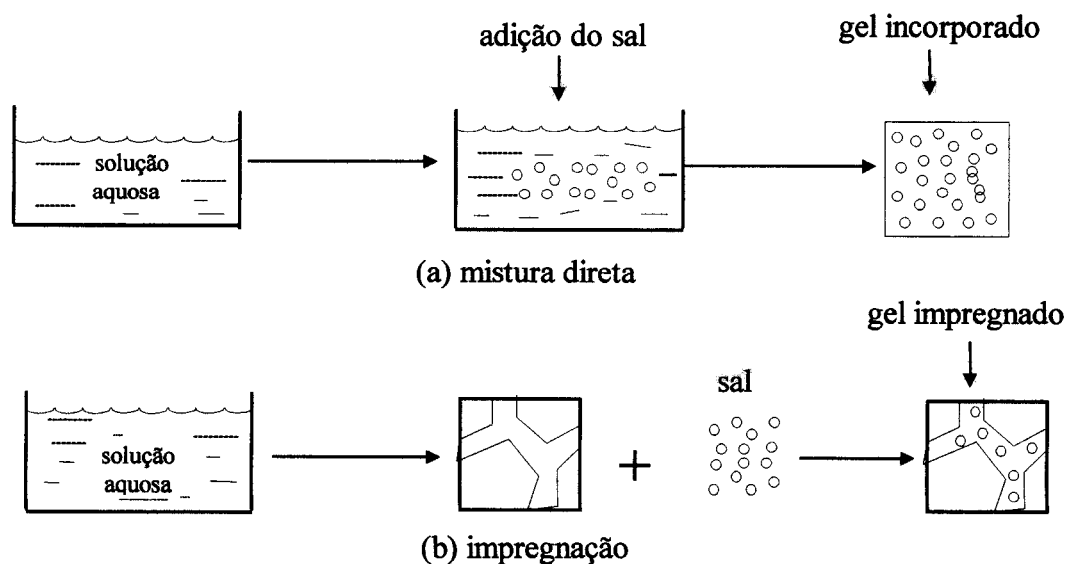 adição do sal
gel incorporado
solução
aquosa
(a) mistura direta
gel impregnado
sal
solução
aquosa
+
(b) impregnação